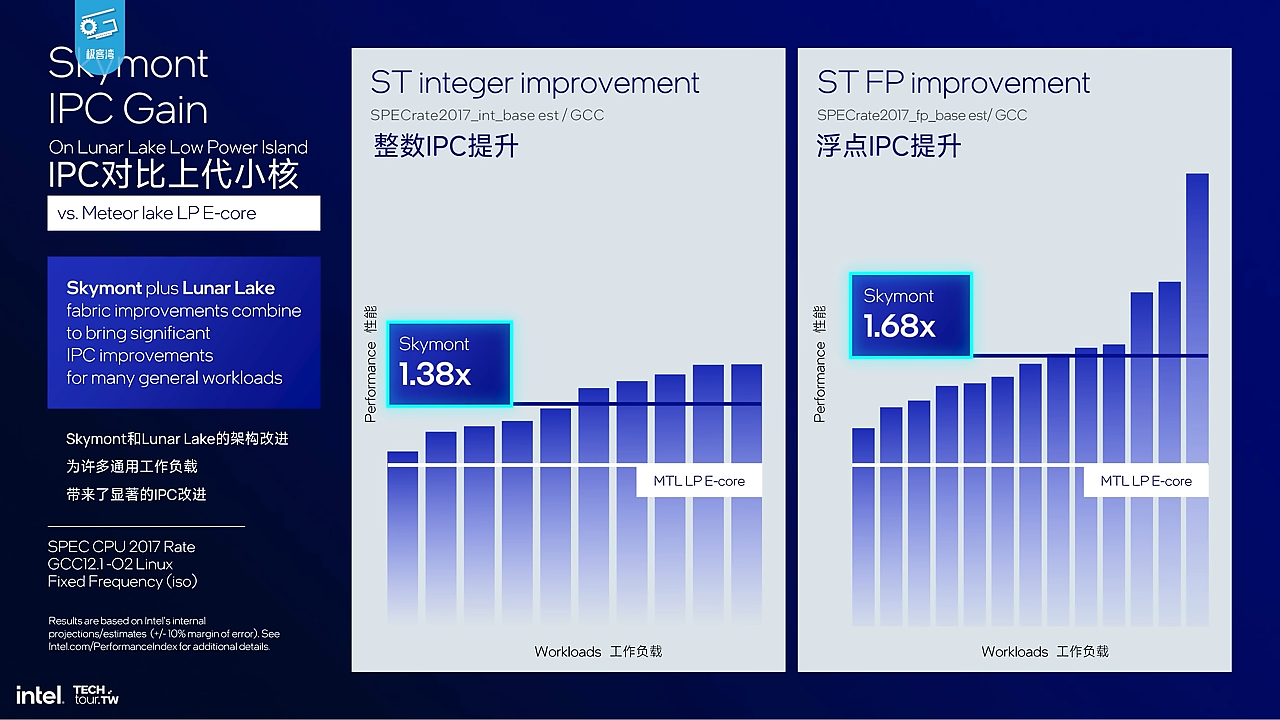 极客湾
Skymont
IPC Gain
On Lunar Lake Low Power Island
IPC对比上代小核
vs. Meteor lake LP E-core
Skymont plus Lunar Lake
fabric improvements combine
to bring significant
IPC improvements
for many general workloads
Skymont和Lunar Lake的架构改进
为许多通用工作负载
带来了显著的IPC改进
SPEC CPU 2017 Rate
GCC12.1 -O2 Linux
Fixed Frequency (iso)
Results are based on Intel's internal
projections/estimates (+/- 10% margin of error). See
Intel.com/PerformanceIndex for additional details.
intel.
TECH
tour.TW
ST integer improvement
SPECrate2017_int_base est / GCC
整数IPC提升
Performance 性能
Skymont
1.38x
MTL LP E-core
Workloads 工作负载
ST FP improvement
SPECrate2017_fp_base est/ GCC
浮点IPC提升
Performance 性能
Skymont
1.68x
MTL LP E-core
Workloads 工作负载